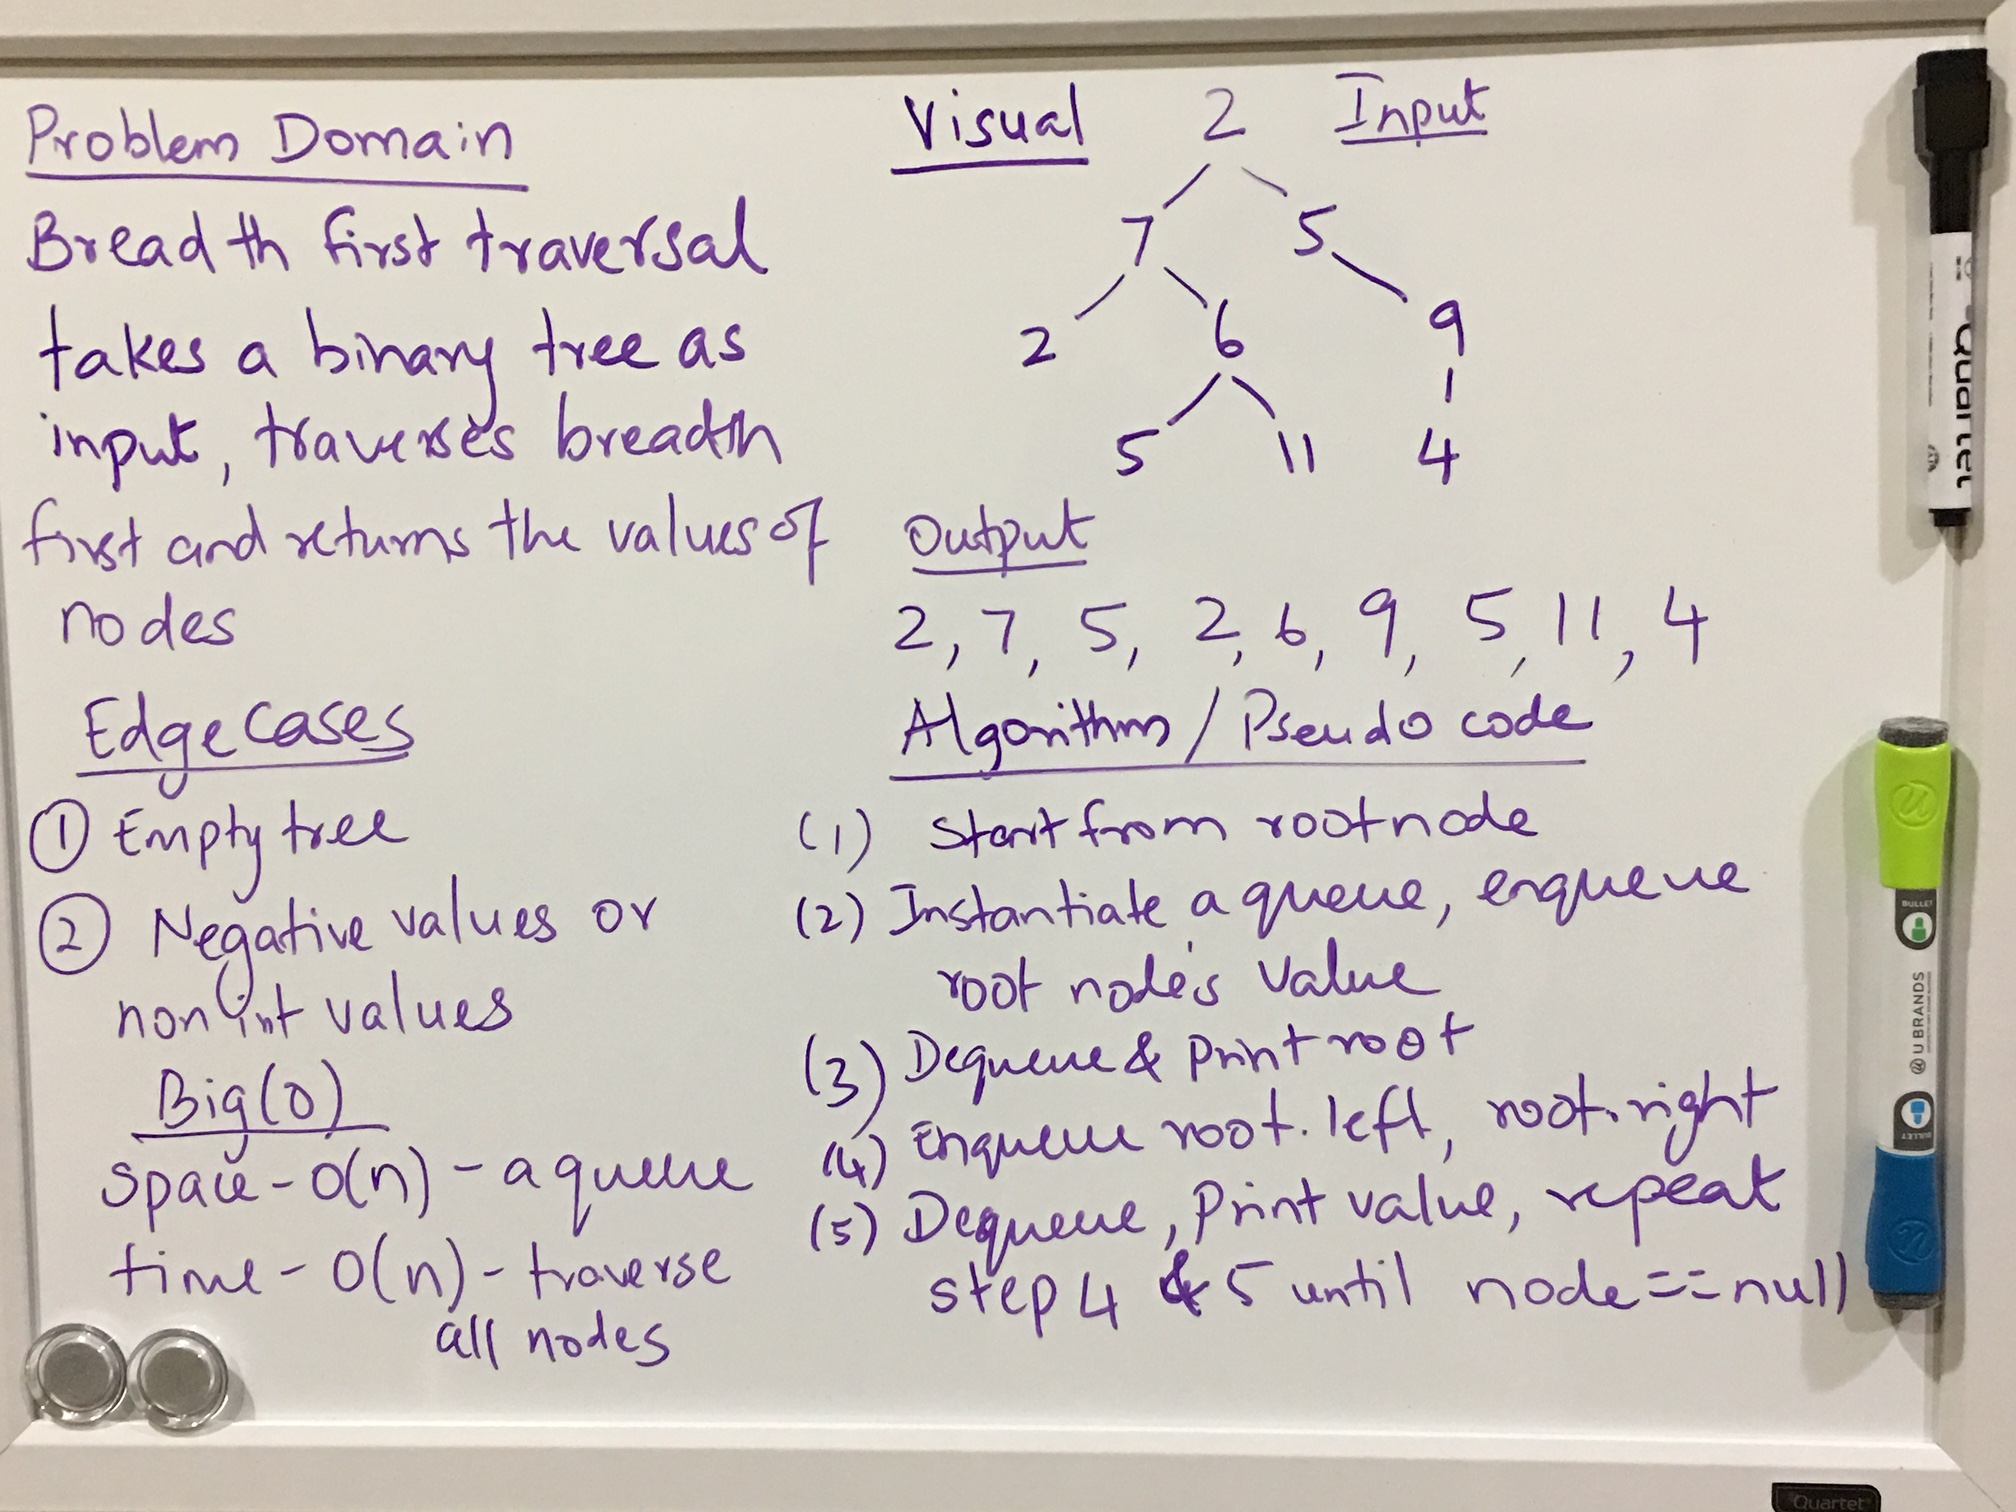 Problem Domain
Breadth first traversal
takes a binary tree as
input, traverses breadth
first and returns the values of
nodes
Edge Cases
① Empty tree
② Negative values or
non int values
Big(O)
space - O(n) - a queue
time - O(n) - traverse
all nodes
Visual 2 Input
7 5
2 6 9
5 11 4
Output
2, 7, 5, 2, 6, 9, 5, 11, 4
Algorithm / Pseudo code
(1) Start from root node
(2) Instantiate a queue, enqueue
root node's value
(3) Dequeue & Print root
(4) Enqueue root.left, root.right
(5) Dequeue, Print value, repeat
step 4 & 5 until node == null
Quartet
BULLET
@U BRANDS
BULLET
Quartet